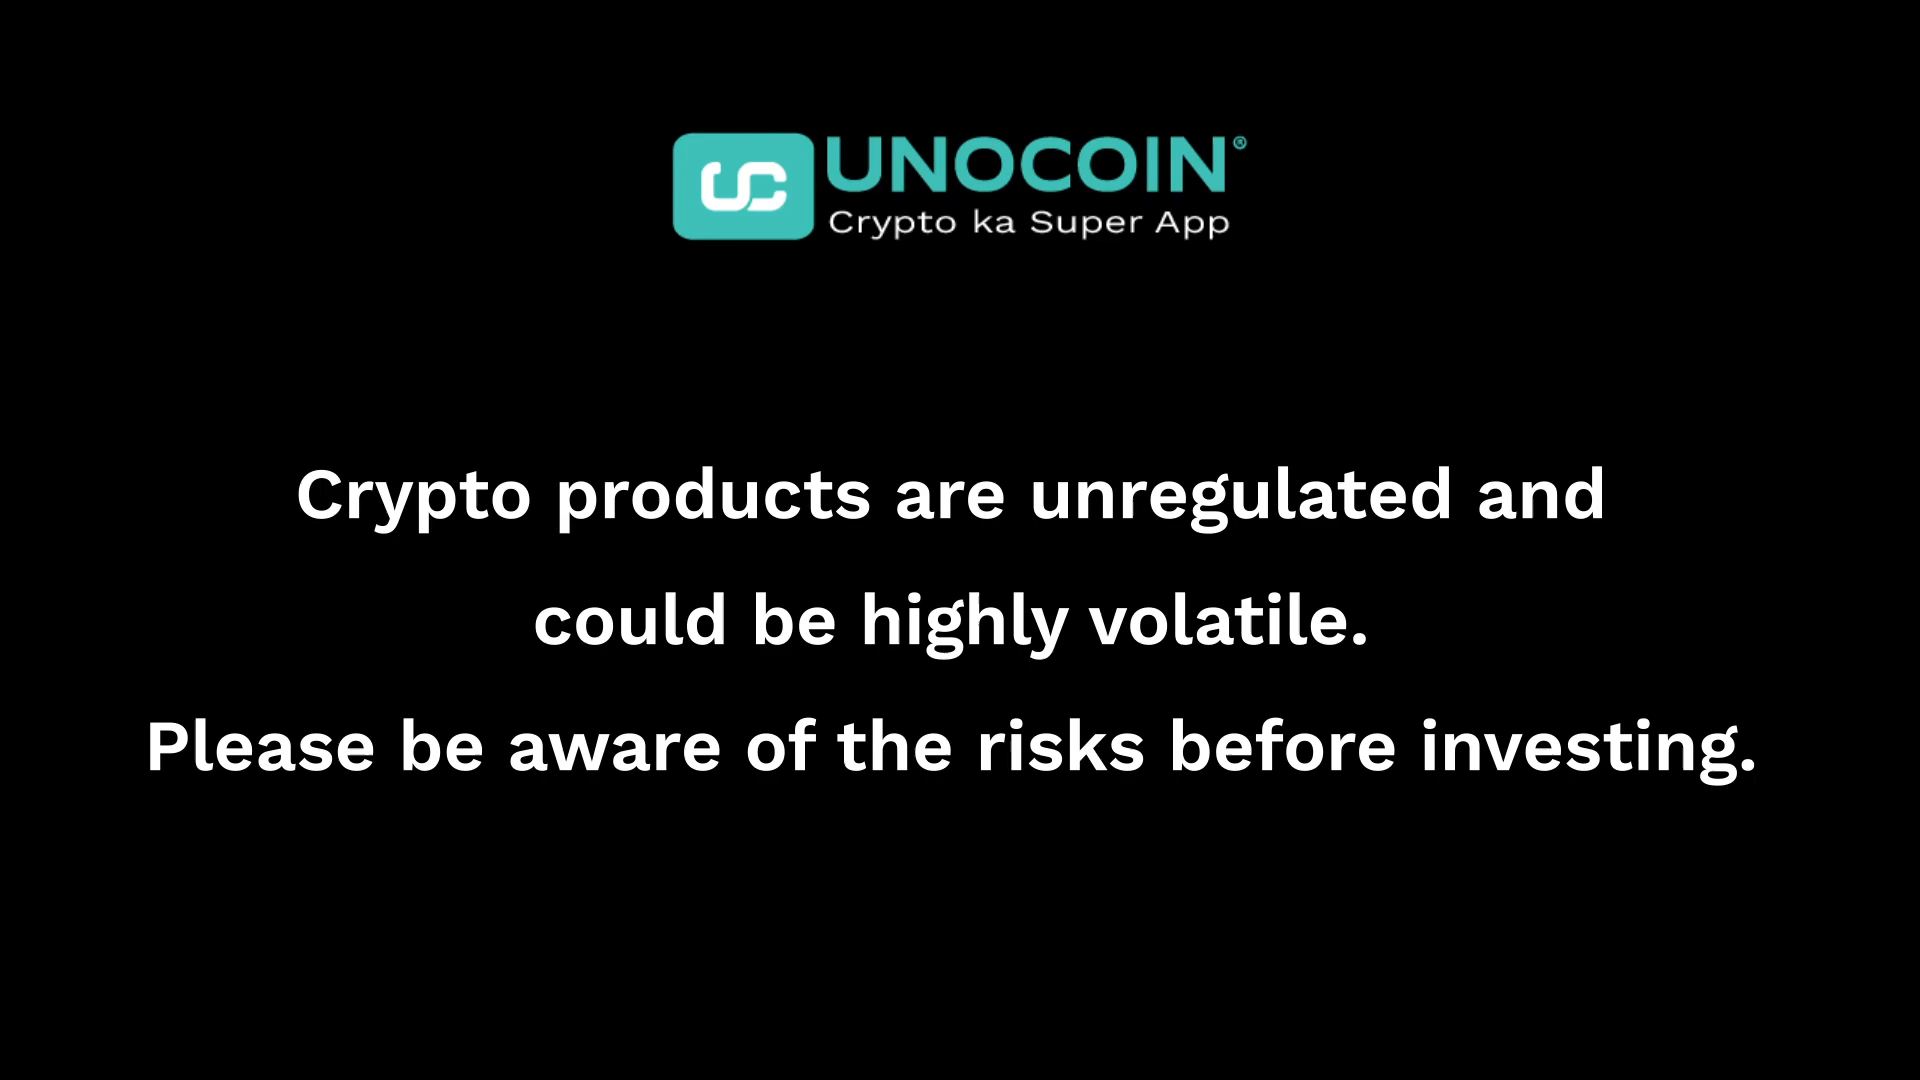 UC UNOCOIN®
Crypto ka Super App
Crypto products are unregulated and
could be highly volatile.
Please be aware of the risks before investing.